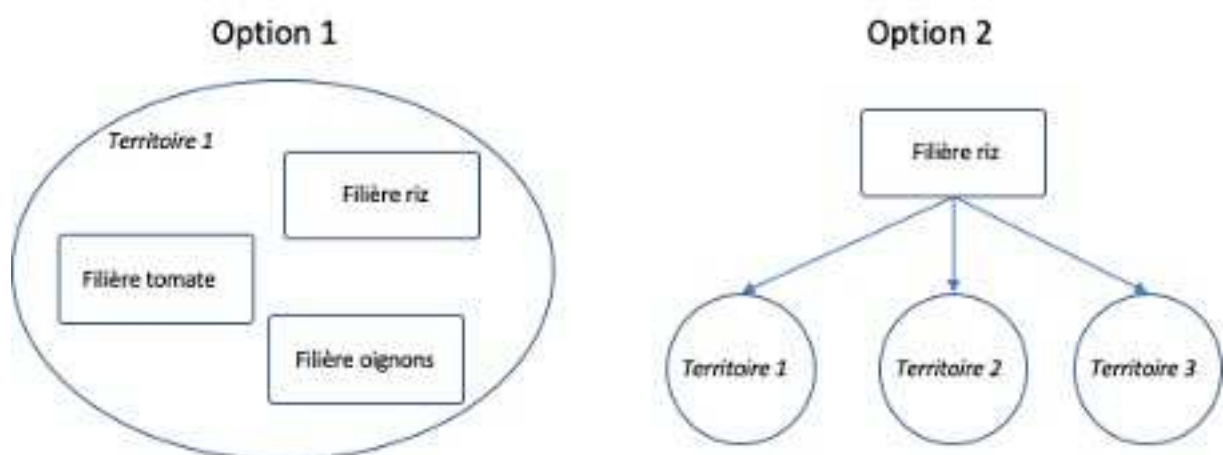 Option 1
Territoire 1
Filière riz
Filière tomate
Filière oignons
Option 2
Filière riz
Territoire 1
Territoire 2
Territoire 3